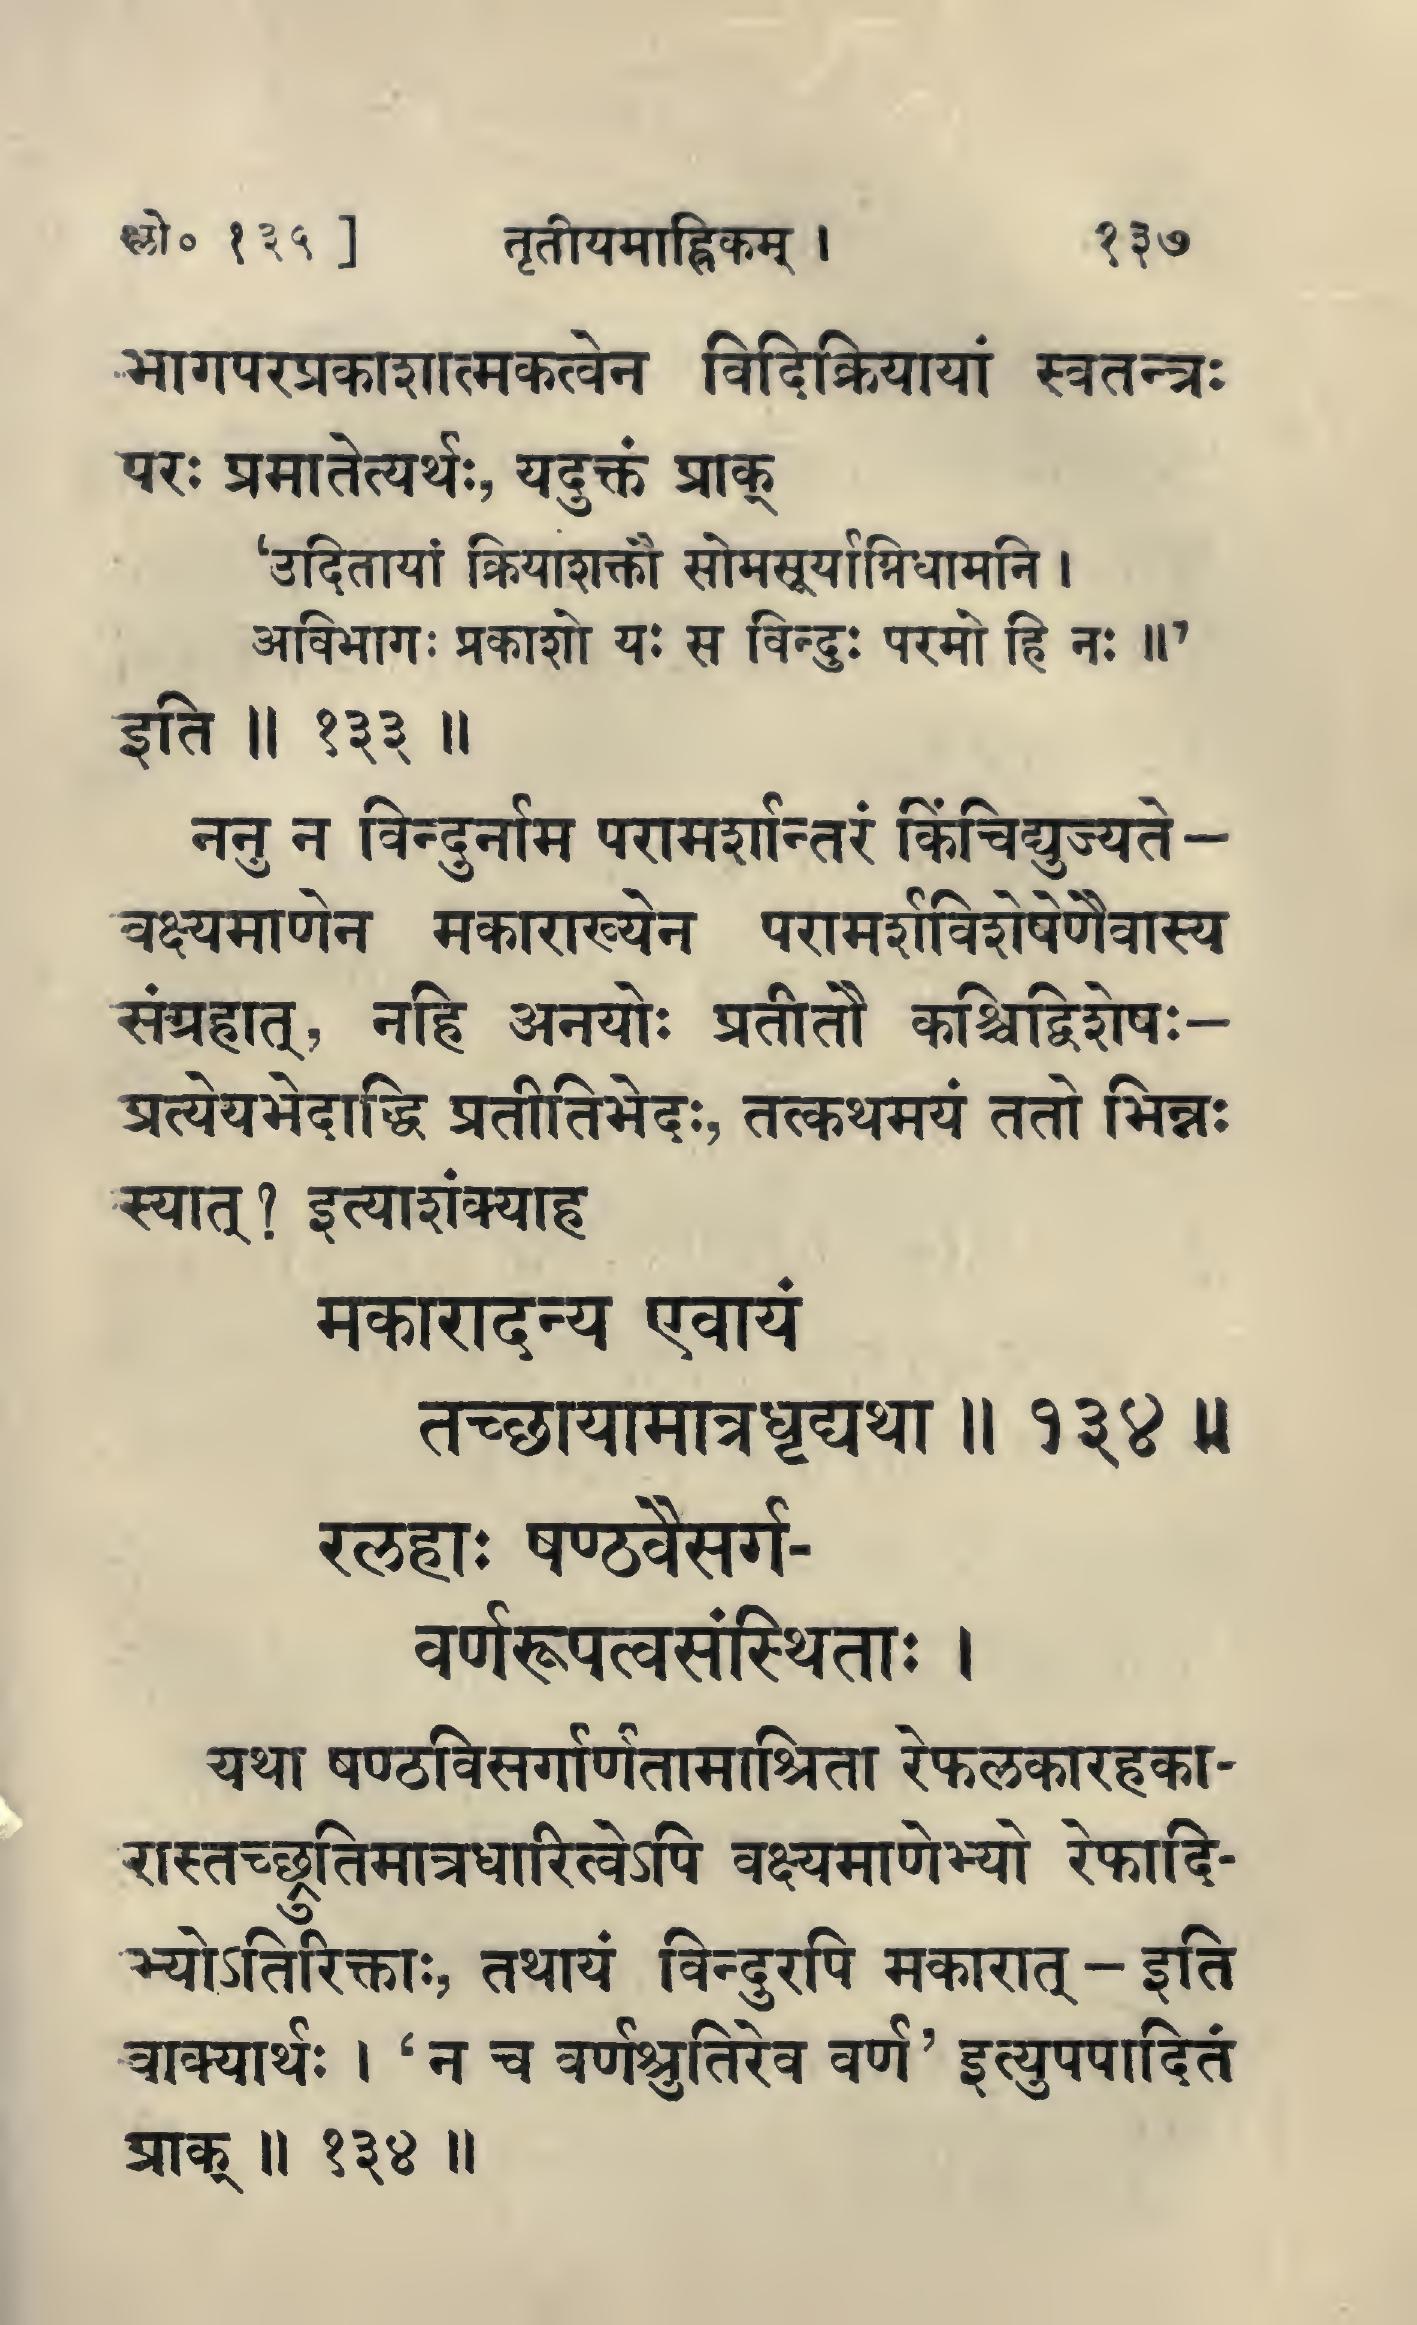 श्लो० १३५ ] तृतीयमाह्निकम् । १३७
भागपरप्रकाशात्मकत्वेन विदिक्रियायां स्वतन्त्रः
परः प्रमातेत्यर्थः, यदुक्तं प्राक्
‘उदितायां क्रियाशक्तौ सोमसूर्याग्निधामनि ।
अविभागः प्रकाशो यः स विन्दुः परमो हि नः ॥’
इति ॥ १३३ ॥
ननु न विन्दुर्नाम परामर्शान्तरं किंचिद्युज्यते–
वक्ष्यमाणेन मकाराख्येन परामर्शविशेषेणैवास्य
संग्रहात्, नहि अनयोः प्रतीतौ कश्चिद्विशेषः–
प्रत्येयभेदाद्धि प्रतीतिभेदः, तत्कथमयं ततो भिन्नः
स्यात्? इत्याशंक्याह
मकारादन्य एवायं
तच्छायामात्रधृद्यथा ॥ १३४ ॥
रलहाः षण्ठवैसर्ग-
वर्णरूपत्वसंस्थिताः ।
यथा षण्ठविसर्गार्णतामाश्रिता रेफलकारहका-
रास्तच्छ्रुतिमात्रधारित्वेऽपि वक्ष्यमाणेभ्यो रेफादि-
भ्योऽतिरिक्ताः, तथायं विन्दुरपि मकारात् – इति
वाक्यार्थः । ‘न च वर्णश्रुतिरेव वर्ण’ इत्युपपादितं
प्राक् ॥ १३४ ॥